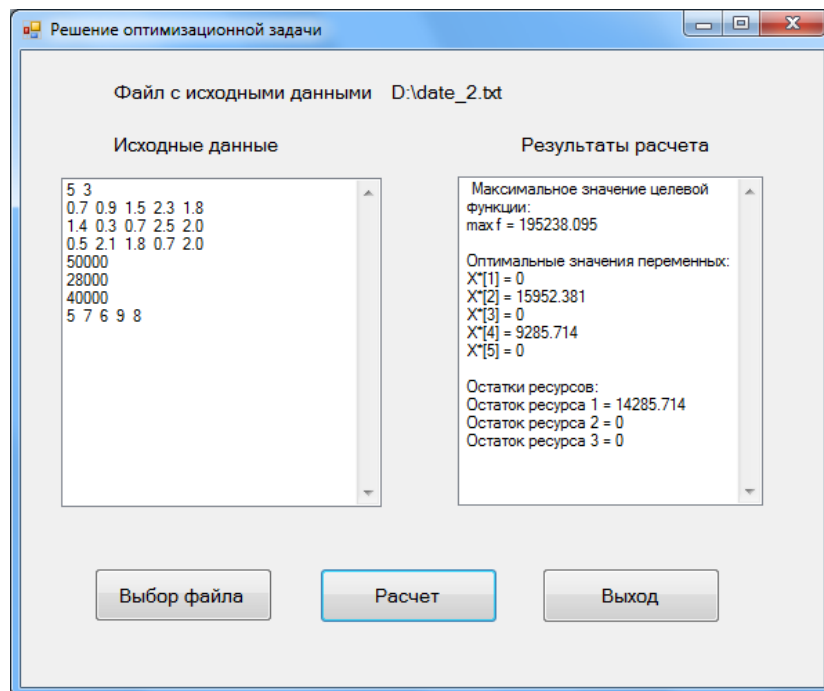 Решение оптимизационной задачи
Файл с исходными данными D:\date_2.txt
Исходные данные
5 3
0.7 0.9 1.5 2.3 1.8
1.4 0.3 0.7 2.5 2.0
0.5 2.1 1.8 0.7 2.0
50000
28000
40000
5 7 6 9 8
Результаты расчета
Максимальное значение целевой
функции:
max f = 195238.095
Оптимальные значения переменных:
X*[1] = 0
X*[2] = 15952.381
X*[3] = 0
X*[4] = 9285.714
X*[5] = 0
Остатки ресурсов:
Остаток ресурса 1 = 14285.714
Остаток ресурса 2 = 0
Остаток ресурса 3 = 0
Выбор файла
Расчет
Выход